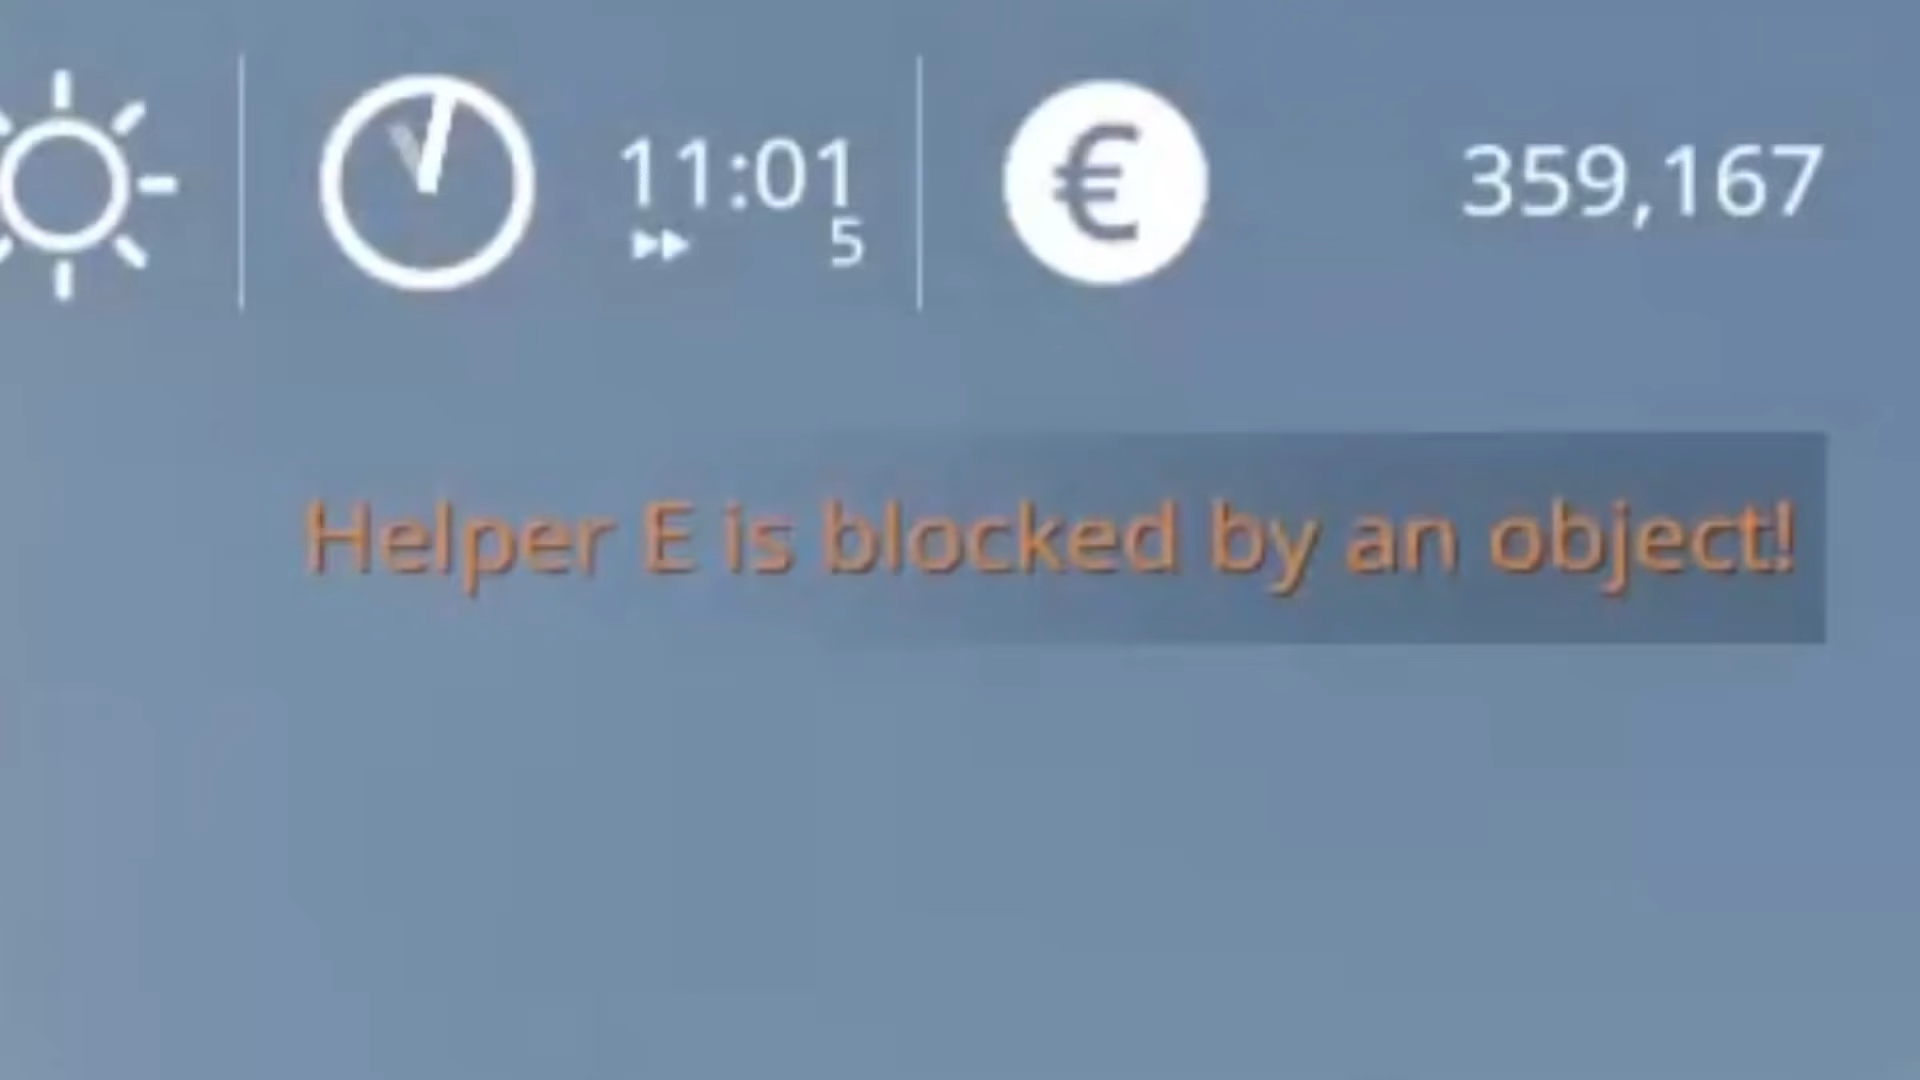 11:01
5
€
359,167
Helper E is blocked by an object!